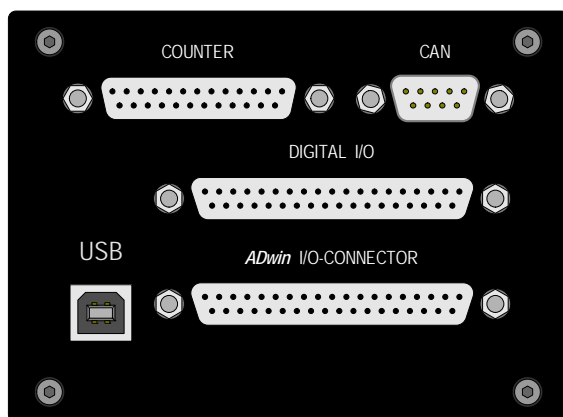 COUNTER
CAN
DIGITAL I/O
USB
ADwin I/O-CONNECTOR